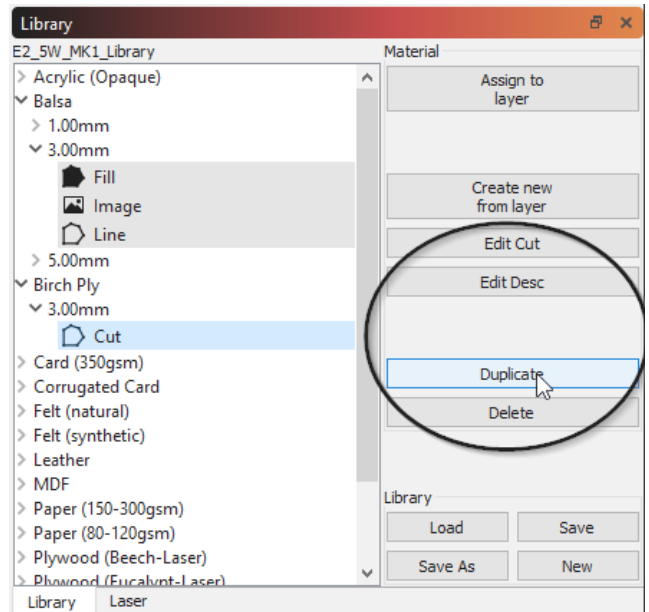 Library
E2_5W_MK1_Library
Acrylic (Opaque)
Balsa
1.00mm
3.00mm
Fill
Image
Line
5.00mm
Birch Ply
3.00mm
Cut
Card (350gsm)
Corrugated Card
Felt (natural)
Felt (synthetic)
Leather
MDF
Paper (150-300gsm)
Paper (80-120gsm)
Plywood (Beech-Laser)
Plywood (Eucalypt-Laser)
Material
Assign to
layer
Create new
from layer
Edit Cut
Edit Desc
Duplicate
Delete
Library
Load
Save
Save As
New
Library
Laser